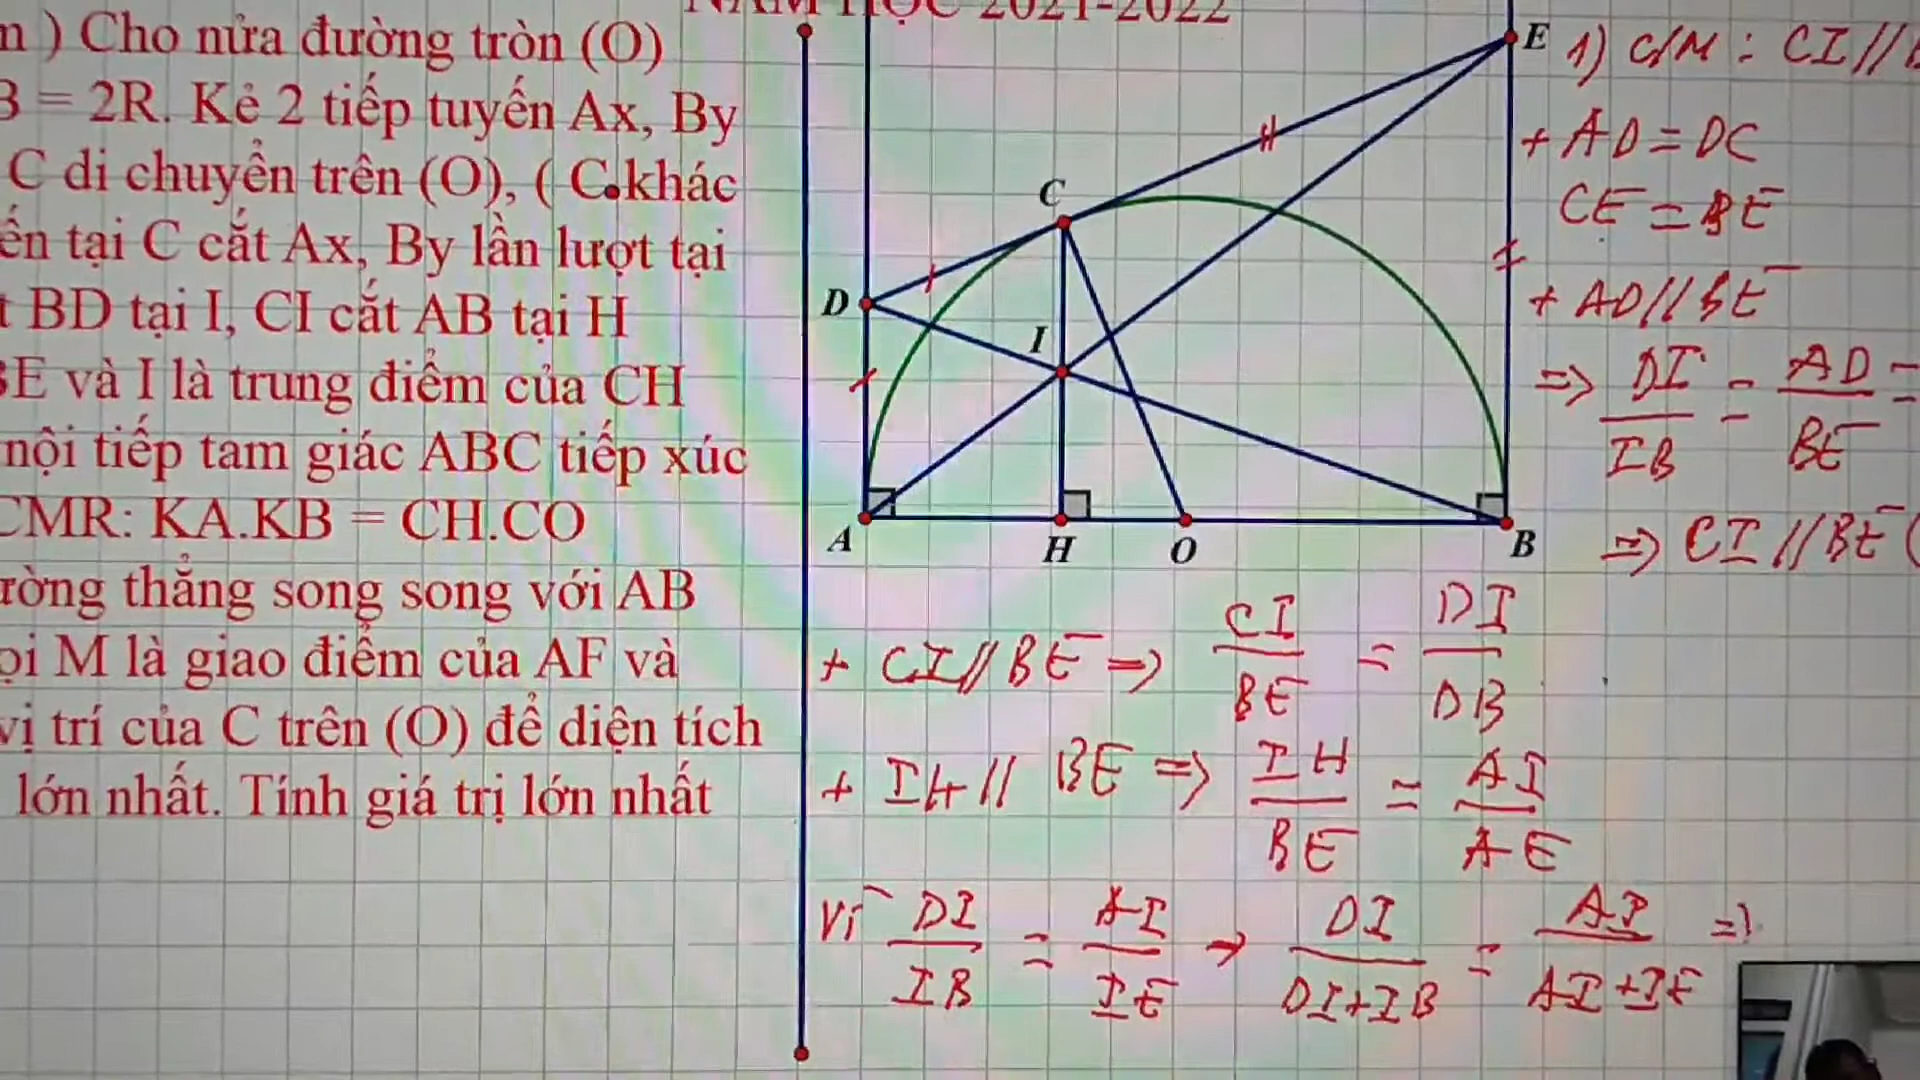 NĂM HỌC 2021-2022
) Cho nửa đường tròn (O)
= 2R. Kẻ 2 tiếp tuyến Ax, By
C di chuyển trên (O), ( C khác
tại C cắt Ax, By lần lượt tại
BD tại I, CI cắt AB tại H
BE và I là trung điểm của CH
nội tiếp tam giác ABC tiếp xúc
CMR: KA.KB = CH.CO
thẳng song song với AB
M là giao điểm của AF và
vị trí của C trên (O) để diện tích
lớn nhất. Tính giá trị lớn nhất
E
C
D
I
A
H
O
B
1) C/M : CI //
+ AD = DC
CE = BE
+ AD // BE
=> DI/IB = AD/BE =
=> CI // BE (
+ CI // BE => CI/BE = DI/DB
+ IH // BE => IH/BE = AI/AE
Vì DI/IB = AI/IE → DI/DI+IB = AI/AI+IE =>